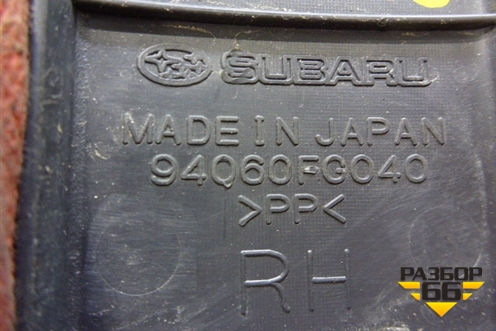 SUBARU
MADE IN JAPAN
94060FG040
>PP<
RH
РАЗБОР
66